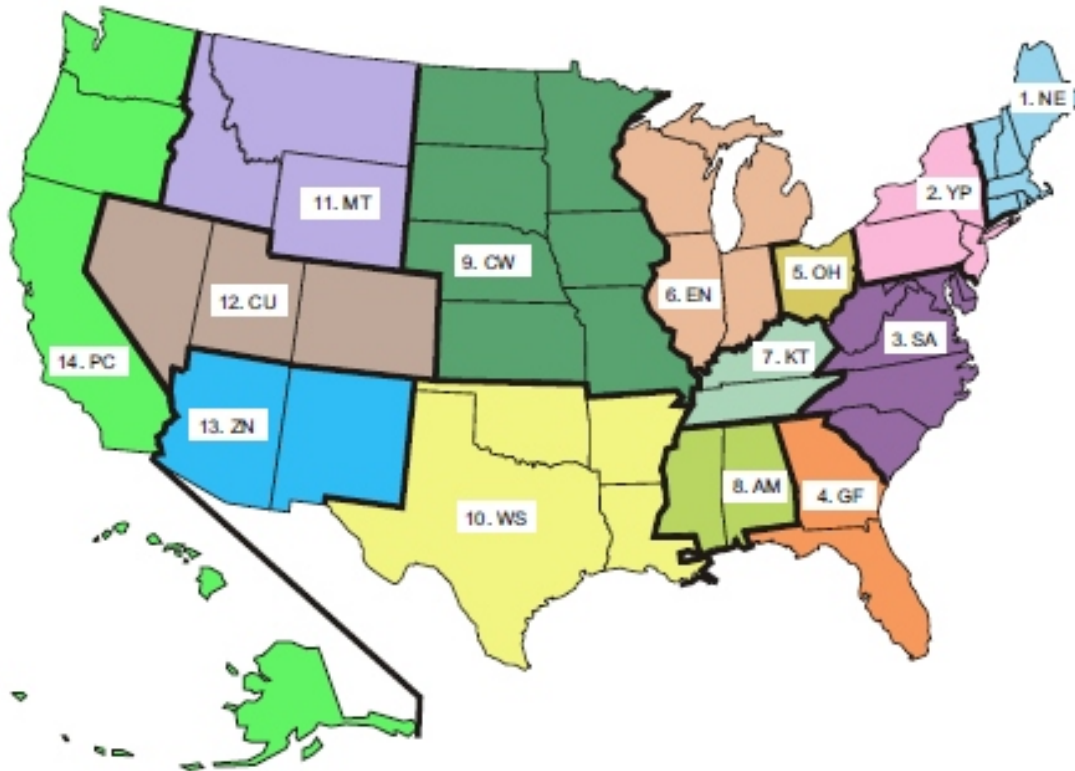 1. NE
2. YP
11. MT
9. CW
5. OH
12. CU
6. EN
3. SA
7. KT
14. PC
13. ZN
8. AM
4. GF
10. WS